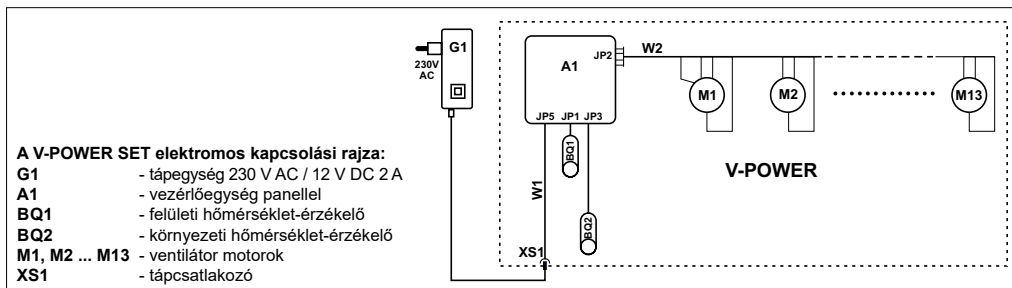 G1
230V
AC
A1
JP2
W2
JP5 JP1 JP3
M1
M2
M13
BQ1
W1
BQ2
XS1
V-POWER
A V-POWER SET elektromos kapcsolási rajza:
G1 - tápegység 230 V AC / 12 V DC 2 A
A1 - vezérlőegység panellel
BQ1 - felületi hőmérséklet-érzékelő
BQ2 - környezeti hőmérséklet-érzékelő
M1, M2 ... M13 - ventilátor motorok
XS1 - tápcsatlakozó